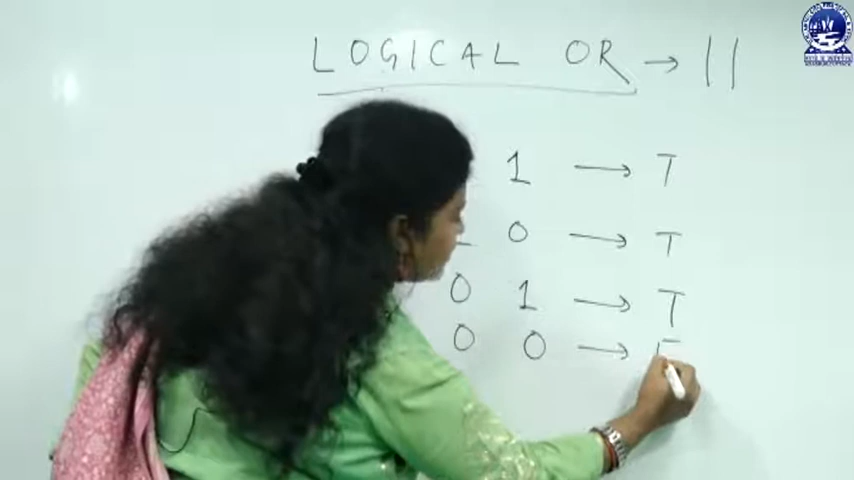 LOGICAL OR → ||
1 → T
0 → T
0 1 → T
0 0 → F